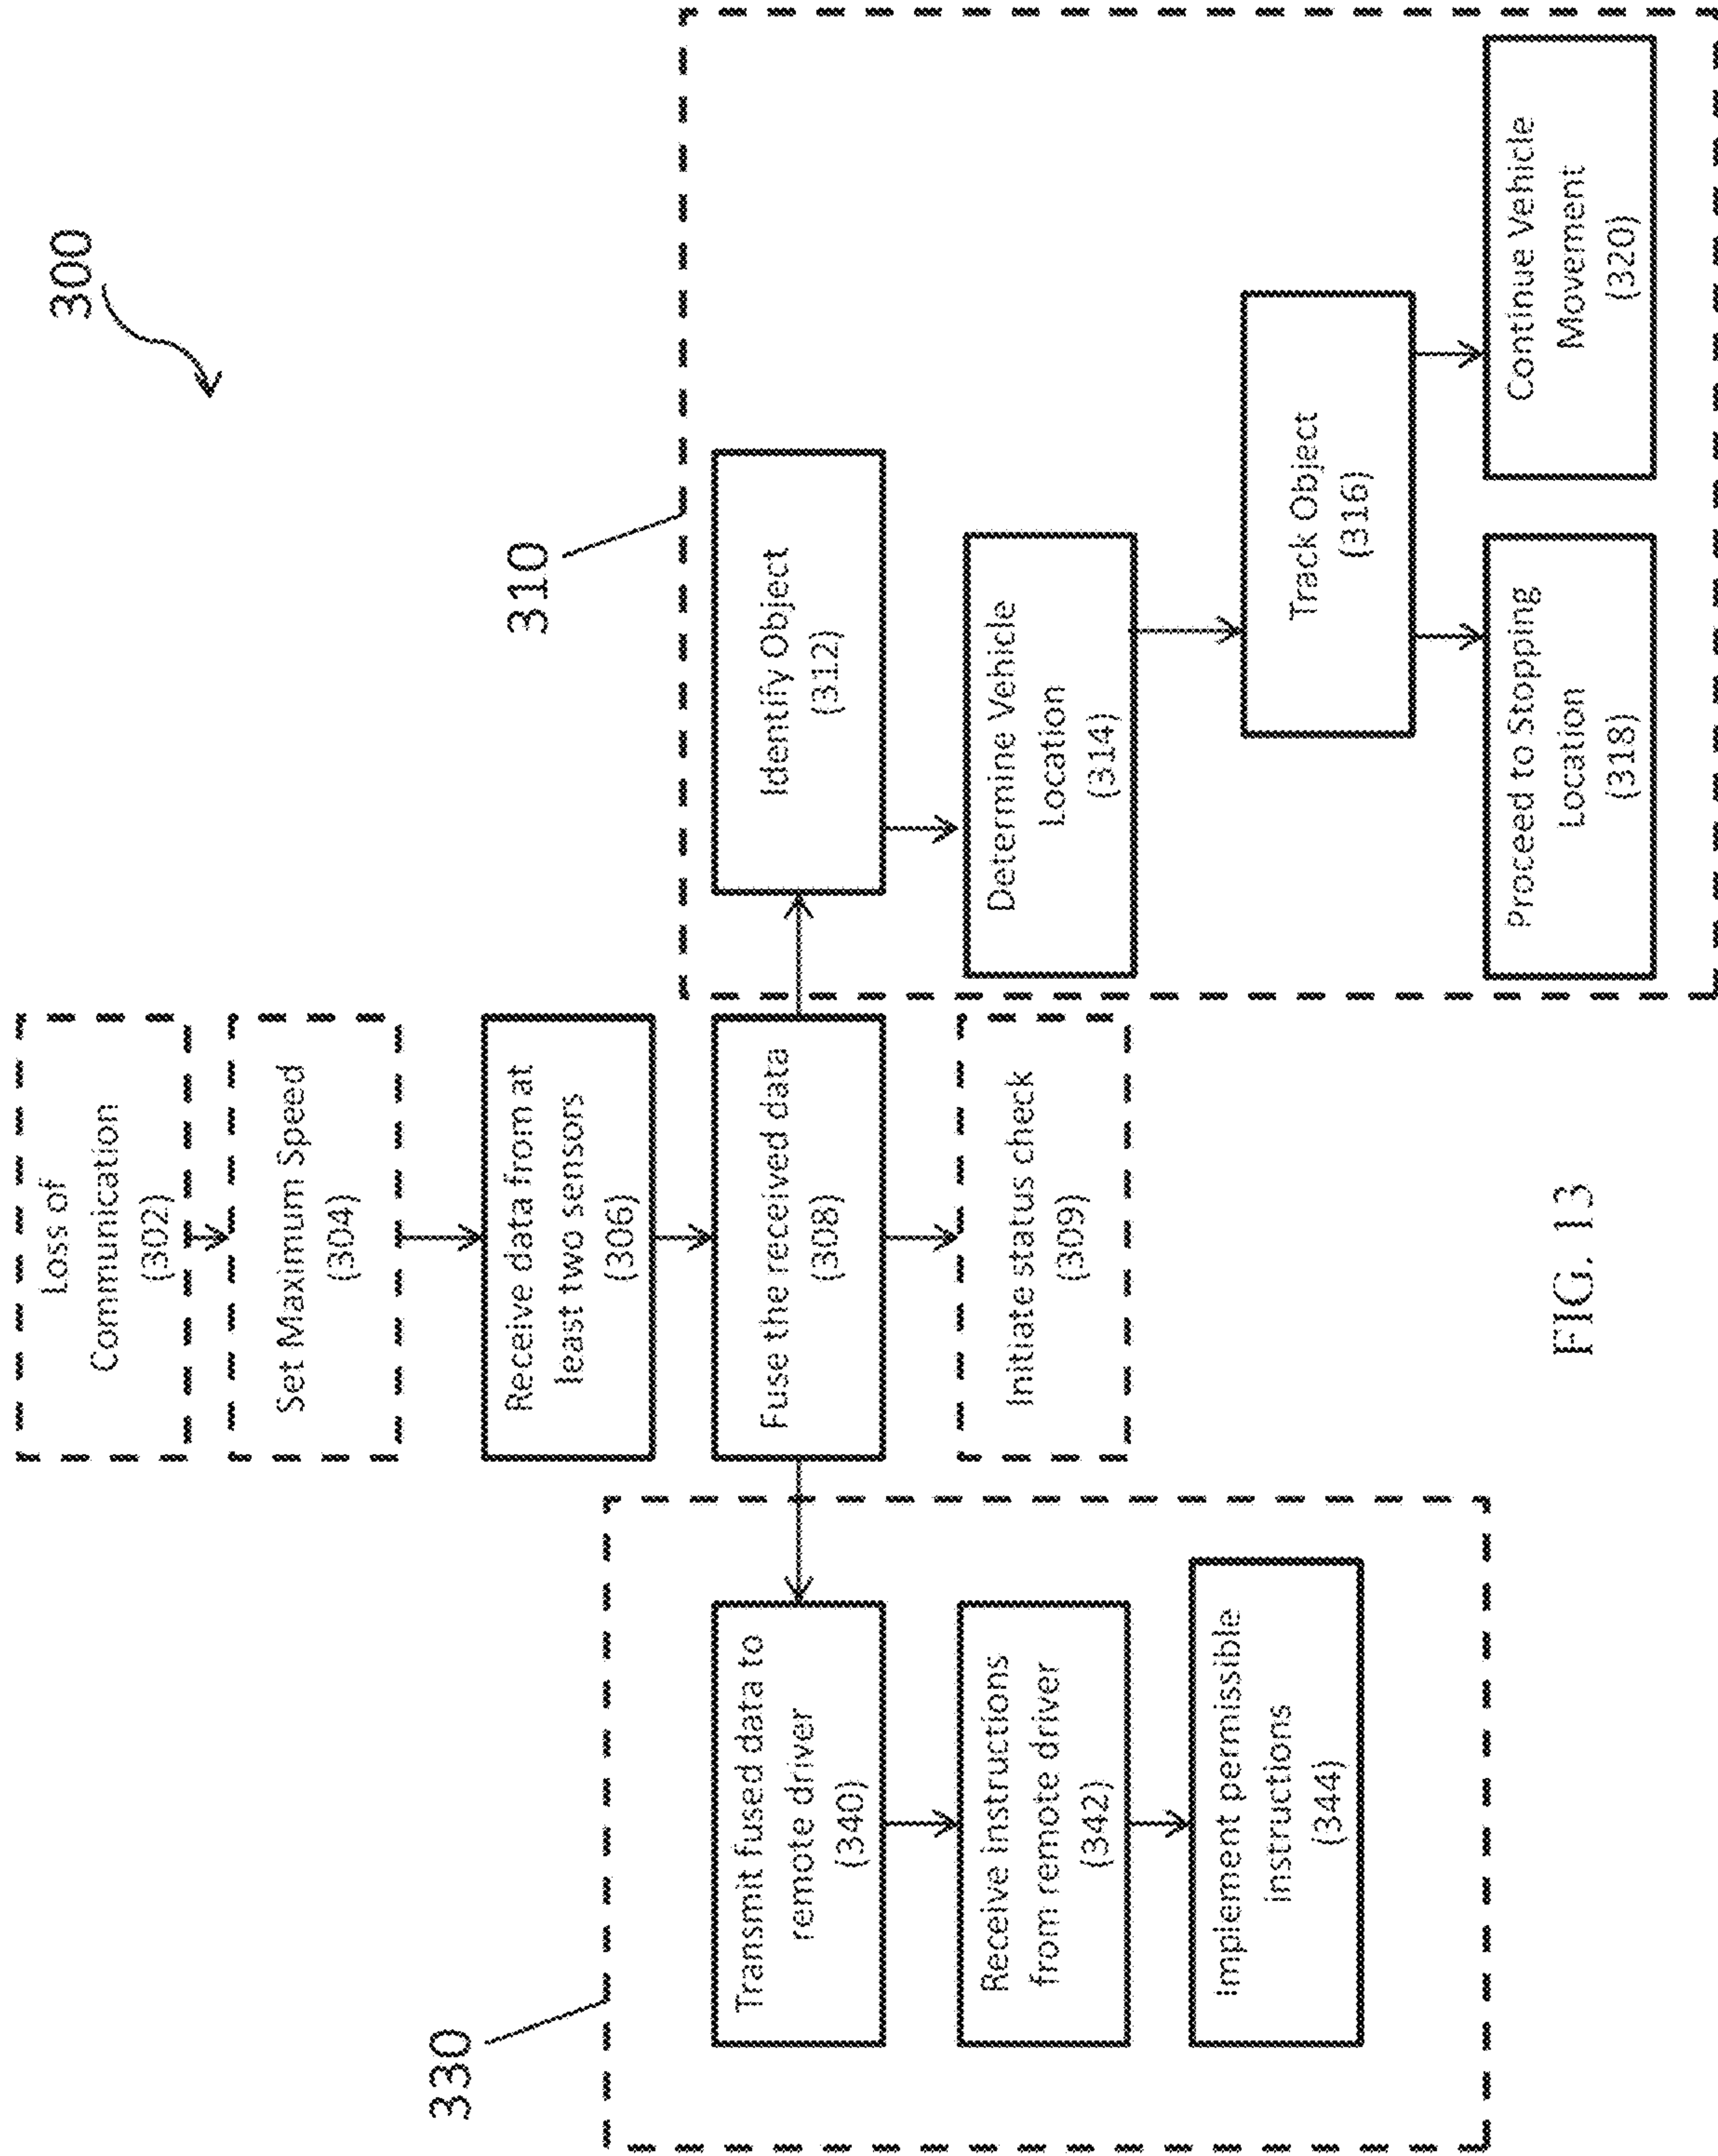 300
Loss of
Communication
(302)
Set Maximum Speed
(304)
Receive data from at
least two sensors
(306)
Fuse the received data
(308)
Initiate status check
(309)
330
Transmit fused data to
remote driver
(340)
Receive instructions
from remote driver
(342)
Implement permissible
instructions
(344)
310
Identify Object
(312)
Determine Vehicle
Location
(314)
Track Object
(316)
Proceed to Stopping
Location
(318)
Continue Vehicle
Movement
(320)
FIG. 13